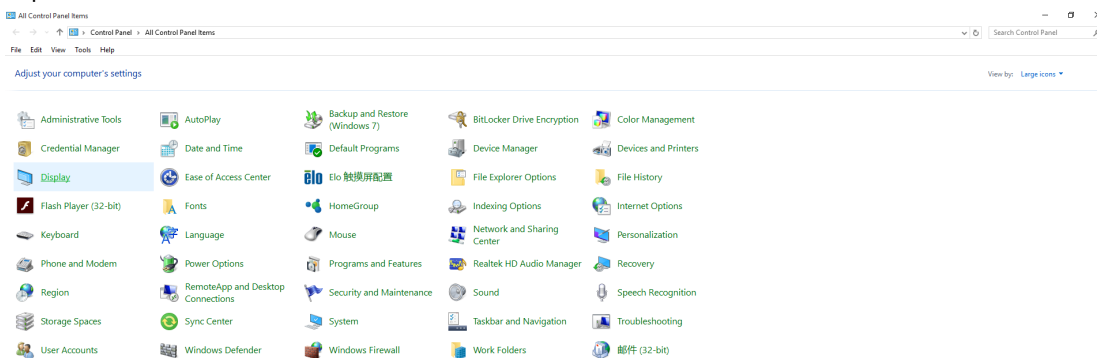 All Control Panel Items
Control Panel › All Control Panel Items
Search Control Panel
File Edit View Tools Help
Adjust your computer's settings
View by: Large icons
Administrative Tools
AutoPlay
Backup and Restore
(Windows 7)
BitLocker Drive Encryption
Color Management
Credential Manager
Date and Time
Default Programs
Device Manager
Devices and Printers
Display
Ease of Access Center
ēlo Elo 触摸屏配置
File Explorer Options
File History
Flash Player (32-bit)
Fonts
HomeGroup
Indexing Options
Internet Options
Keyboard
Language
Mouse
Network and Sharing
Center
Personalization
Phone and Modem
Power Options
Programs and Features
Realtek HD Audio Manager
Recovery
Region
RemoteApp and Desktop
Connections
Security and Maintenance
Sound
Speech Recognition
Storage Spaces
Sync Center
System
Taskbar and Navigation
Troubleshooting
User Accounts
Windows Defender
Windows Firewall
Work Folders
邮件 (32-bit)